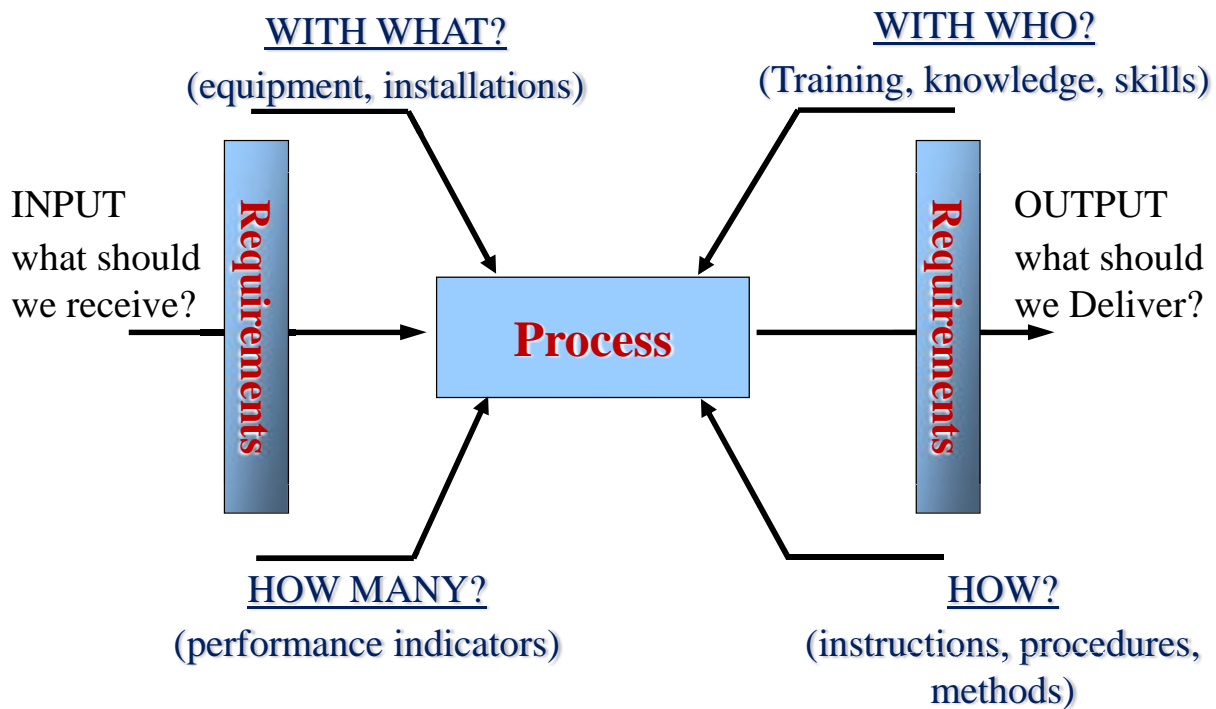 WITH WHAT?
(equipment, installations)
WITH WHO?
(Training, knowledge, skills)
INPUT
what should
we receive?
Requirements
Process
Requirements
OUTPUT
what should
we Deliver?
HOW MANY?
(performance indicators)
HOW?
(instructions, procedures,
methods)